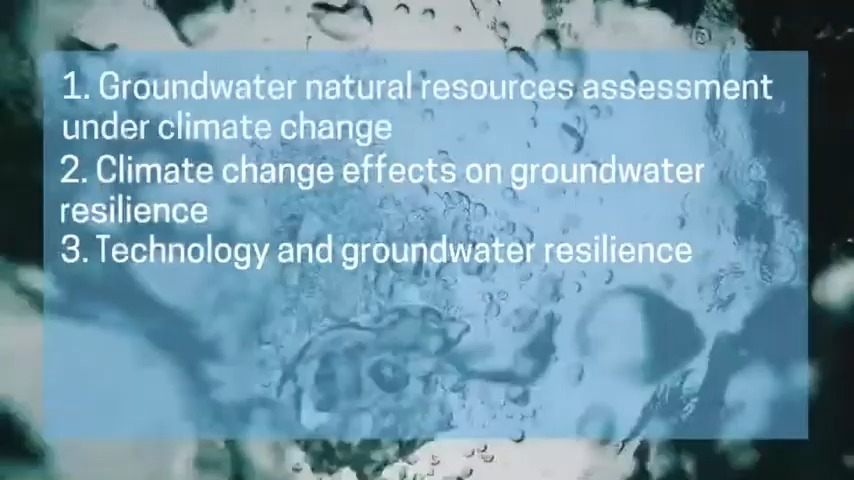 1. Groundwater natural resources assessment
under climate change
2. Climate change effects on groundwater
resilience
3. Technology and groundwater resilience